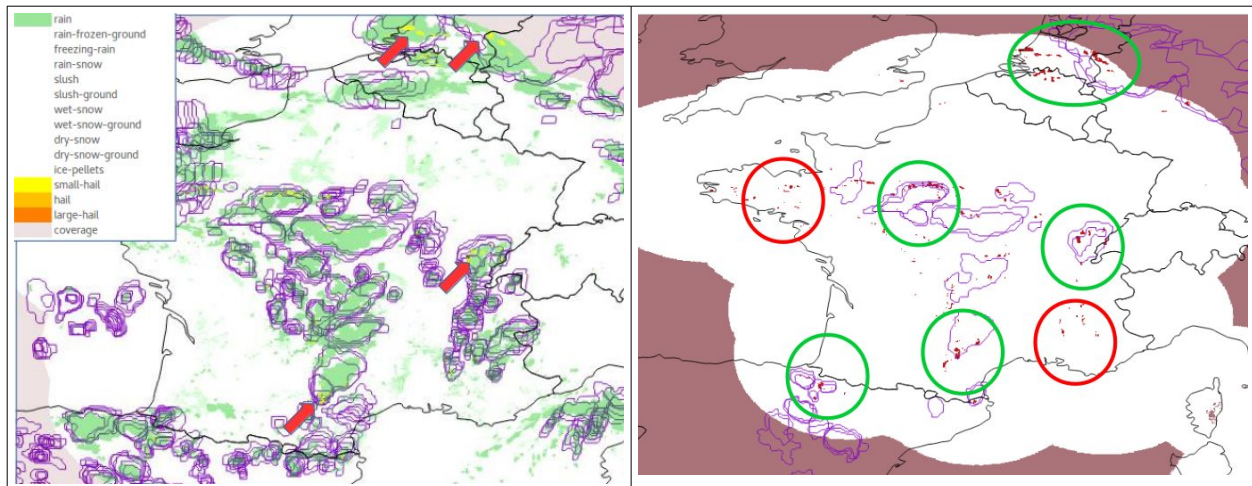 rain
rain-frozen-ground
freezing-rain
rain-snow
slush
slush-ground
wet-snow
wet-snow-ground
dry-snow
dry-snow-ground
ice-pellets
small-hail
hail
large-hail
coverage